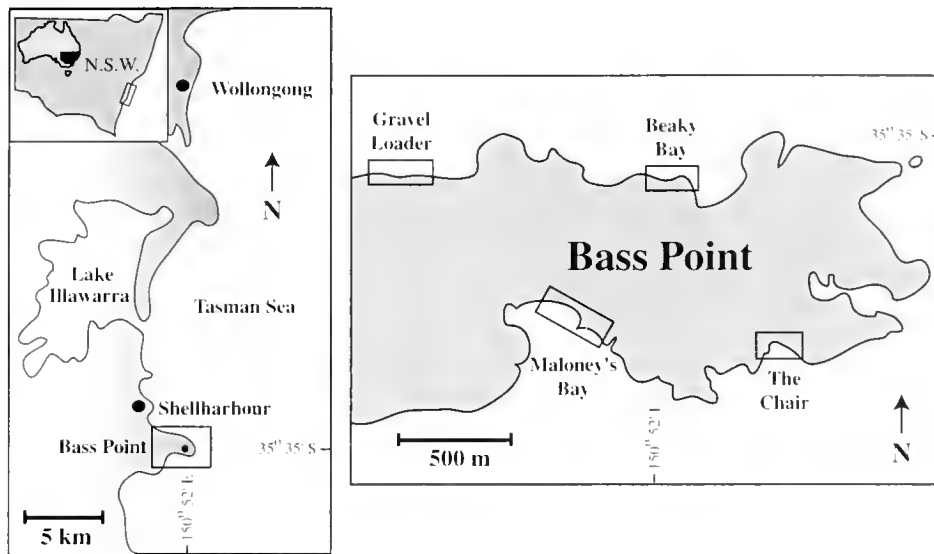 N.S.W.
Wollongong
N
Lake
Illawarra
Tasman Sea
Shellharbour
Bass Point
35° 35' S
150° 52' E
5 km
Gravel
Loader
Beaky
Bay
35° 35' S
Bass Point
Maloney's
Bay
The
Chair
500 m
150° 52' E
N